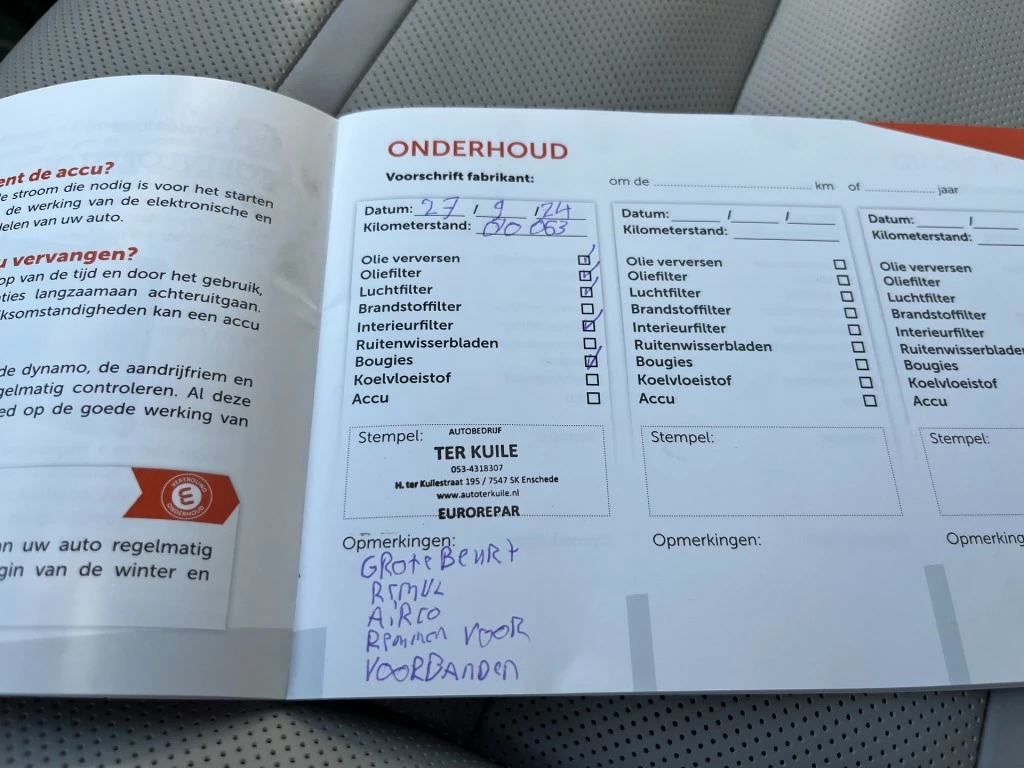 ent de accu?
e stroom die nodig is voor het starten
de werking van de elektronische en
delen van uw auto.
u vervangen?
op van de tijd en door het gebruik,
ties langzaamaan achteruitgaan.
ksomstandigheden kan een accu
de dynamo, de aandrijfriem en
gelmatig controleren. Al deze
ed op de goede werking van
VERTROUWD
ONDERHOUD
an uw auto regelmatig
gin van de winter en
ONDERHOUD
Voorschrift fabrikant: om de ........ km of ........ jaar
Datum: 27 / 9 / 24
Kilometerstand: 010 063
Olie verversen
Oliefilter
Luchtfilter
Brandstoffilter
Interieurfilter
Ruitenwisserbladen
Bougies
Koelvloeistof
Accu
Stempel:
AUTOBEDRIJF
TER KUILE
053-4318307
H. ter Kuilestraat 195 / 7547 SK Enschede
www.autoterkuile.nl
EUROREPAR
Opmerkingen:
GROTE BEURT
AiRCO
Remmen VOOR
VOORBANDEN
Datum: / /
Kilometerstand:
Olie verversen
Oliefilter
Luchtfilter
Brandstoffilter
Interieurfilter
Ruitenwisserbladen
Bougies
Koelvloeistof
Accu
Stempel:
Opmerkingen:
Datum: /
Kilometerstand:
Olie verversen
Oliefilter
Luchtfilter
Brandstoffilter
Interieurfilter
Ruitenwisserbladen
Bougies
Koelvloeistof
Accu
Stempel:
Opmerking